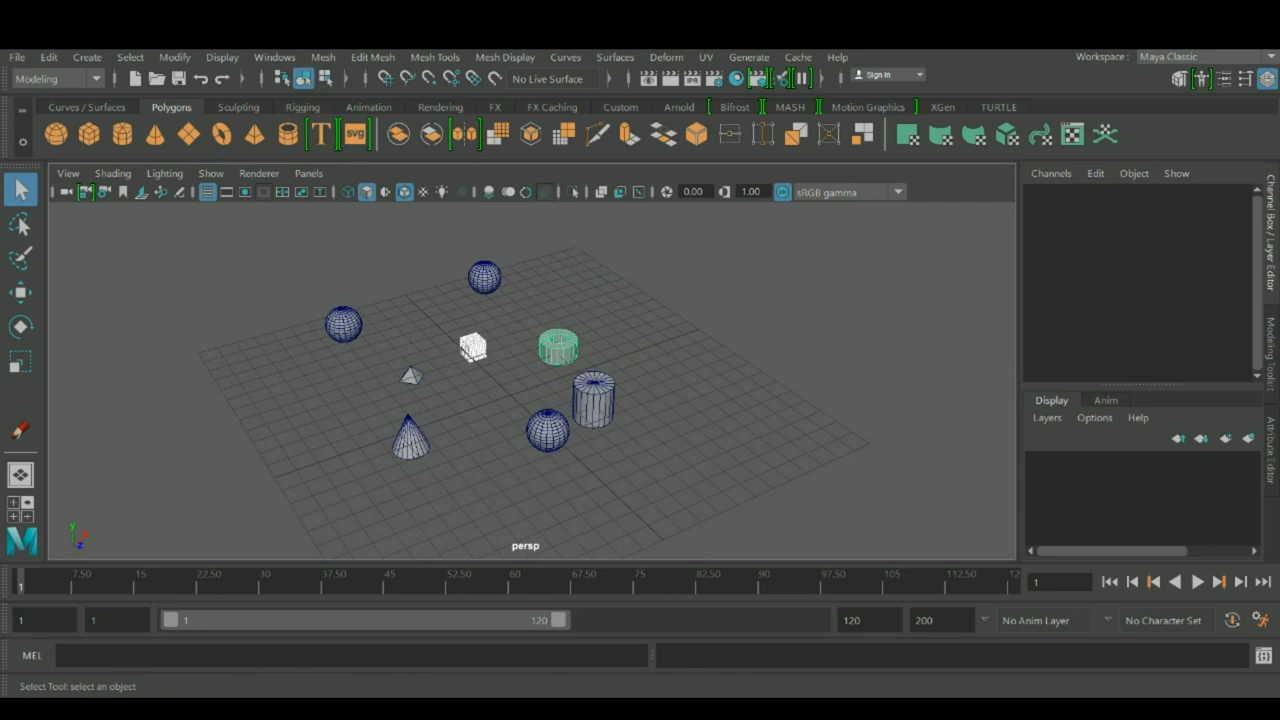 File Edit Create Select Modify Display Windows Mesh Edit Mesh Mesh Tools Mesh Display Curves Surfaces Deform UV Generate Cache Help Workspace : Maya Classic
Modeling No Live Surface Sign In
Curves / Surfaces Polygons Sculpting Rigging Animation Rendering FX FX Caching Custom Arnold Bifrost MASH Motion Graphics XGen TURTLE
T SVG
View Shading Lighting Show Renderer Panels
0.00 1.00 sRGB gamma
Channels Edit Object Show
Channel Box / Layer Editor
Modeling Toolkit
Attribute Editor
Display Anim
Layers Options Help
y
x
z
persp
7.50 15 22.50 30 37.50 45 52.50 60 67.50 75 82.50 90 97.50 105 112.50 12
1
1
1 1 1 120 120 200 No Anim Layer No Character Set
MEL
Select Tool: select an object